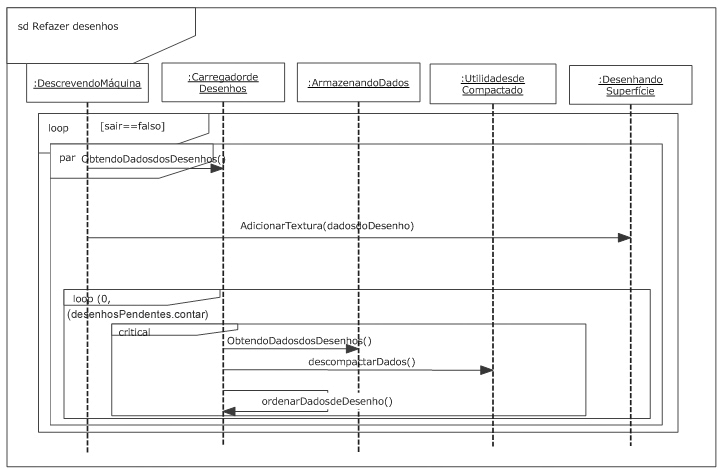 sd Refazer desenhos
:DescrevendoMáquina
:Carregadorde
Desenhos
:ArmazenandoDados
:Utilidadesde
Compactado
:Desenhando
Superfície
loop [sair==falso]
par ObtendoDadosdosDesenhos()
AdicionarTextura(dadosdoDesenho)
loop (0,
(desenhosPendentes.contar)
critical
ObtendoDadosdosDesenhos()
descompactarDados()
ordenarDadosdeDesenho()